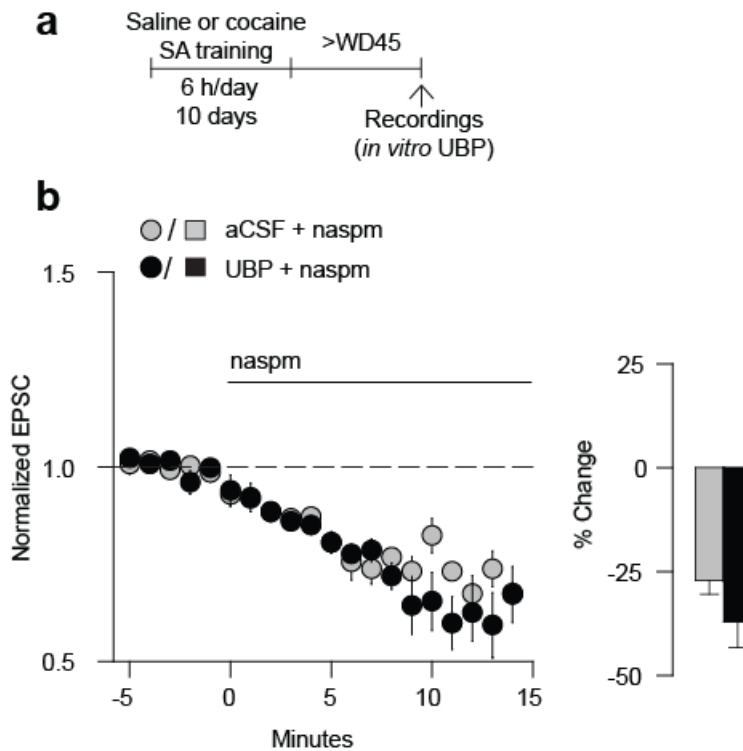 a
Saline or cocaine
SA training
>WD45
6 h/day
10 days
Recordings
(in vitro UBP)
b
/ aCSF + naspm
/ UBP + naspm
1.5
naspm
1.0
0.5
Normalized EPSC
-5 0 5 10 15
Minutes
25
0
-25
-50
% Change